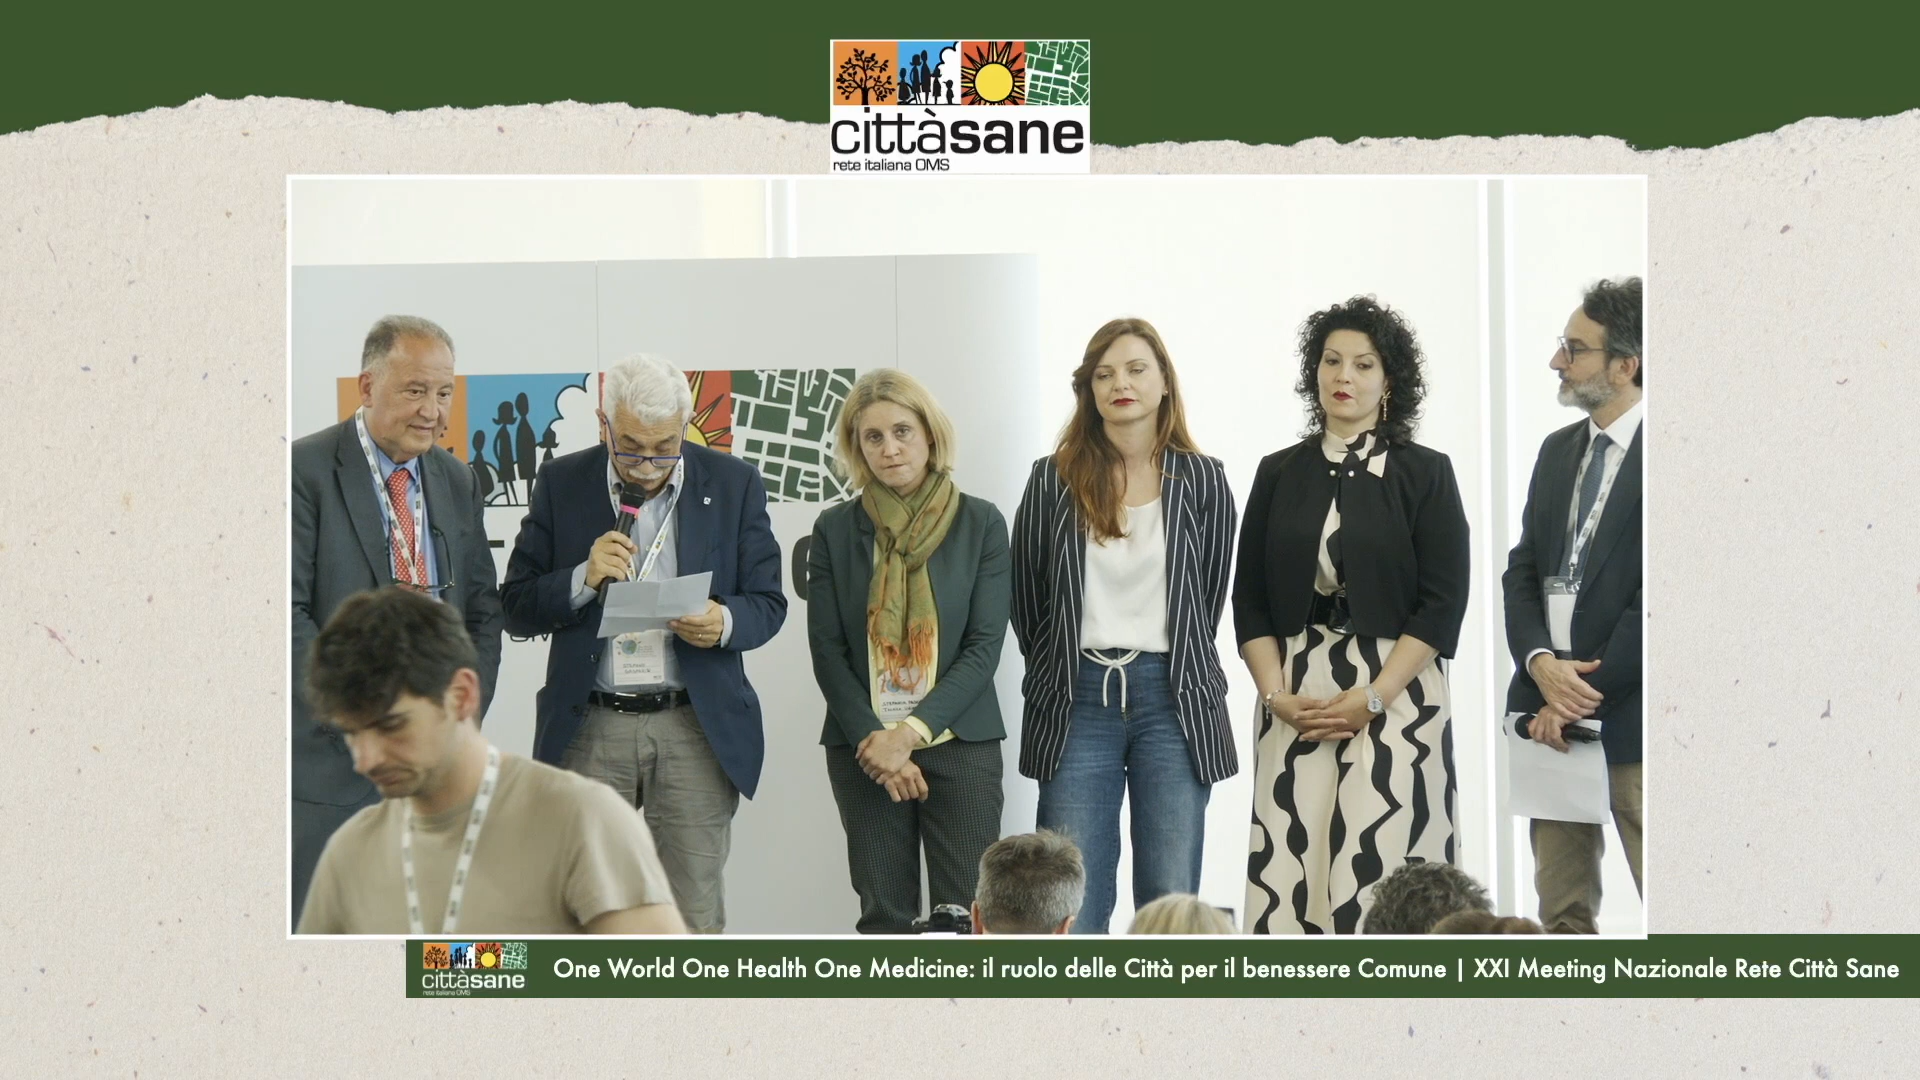 cittàsane
rete italiana OMS
6
cittàsane
rete italiana OMS
One World One Health One Medicine: il ruolo delle Città per il benessere Comune | XXI Meeting Nazionale Rete Città Sane